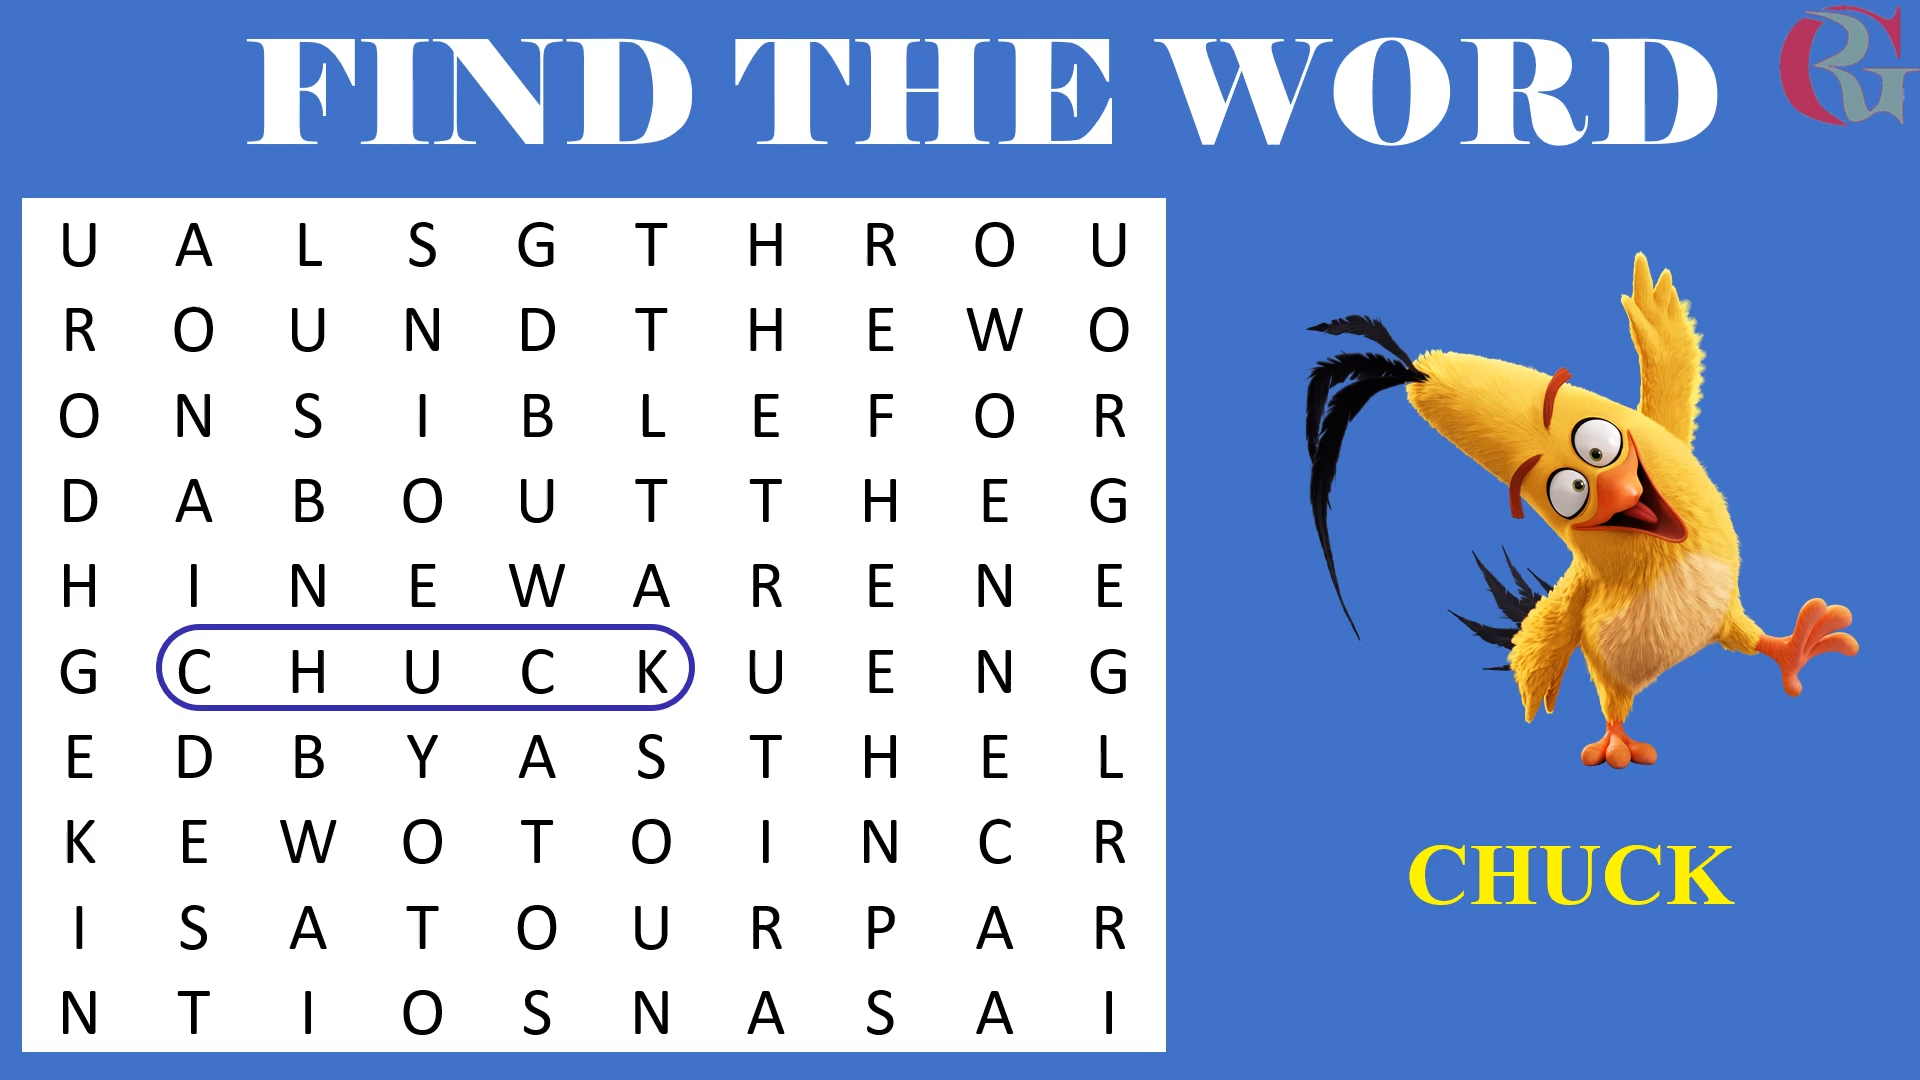 FIND THE WORD
U A L S G T H R O U
R O U N D T H E W O
O N S I B L E F O R
D A B O U T T H E G
H I N E W A R E N E
G C H U C K U E N G
E D B Y A S T H E L
K E W O T O I N C R
I S A T O U R P A R
N T I O S N A S A I
CHUCK